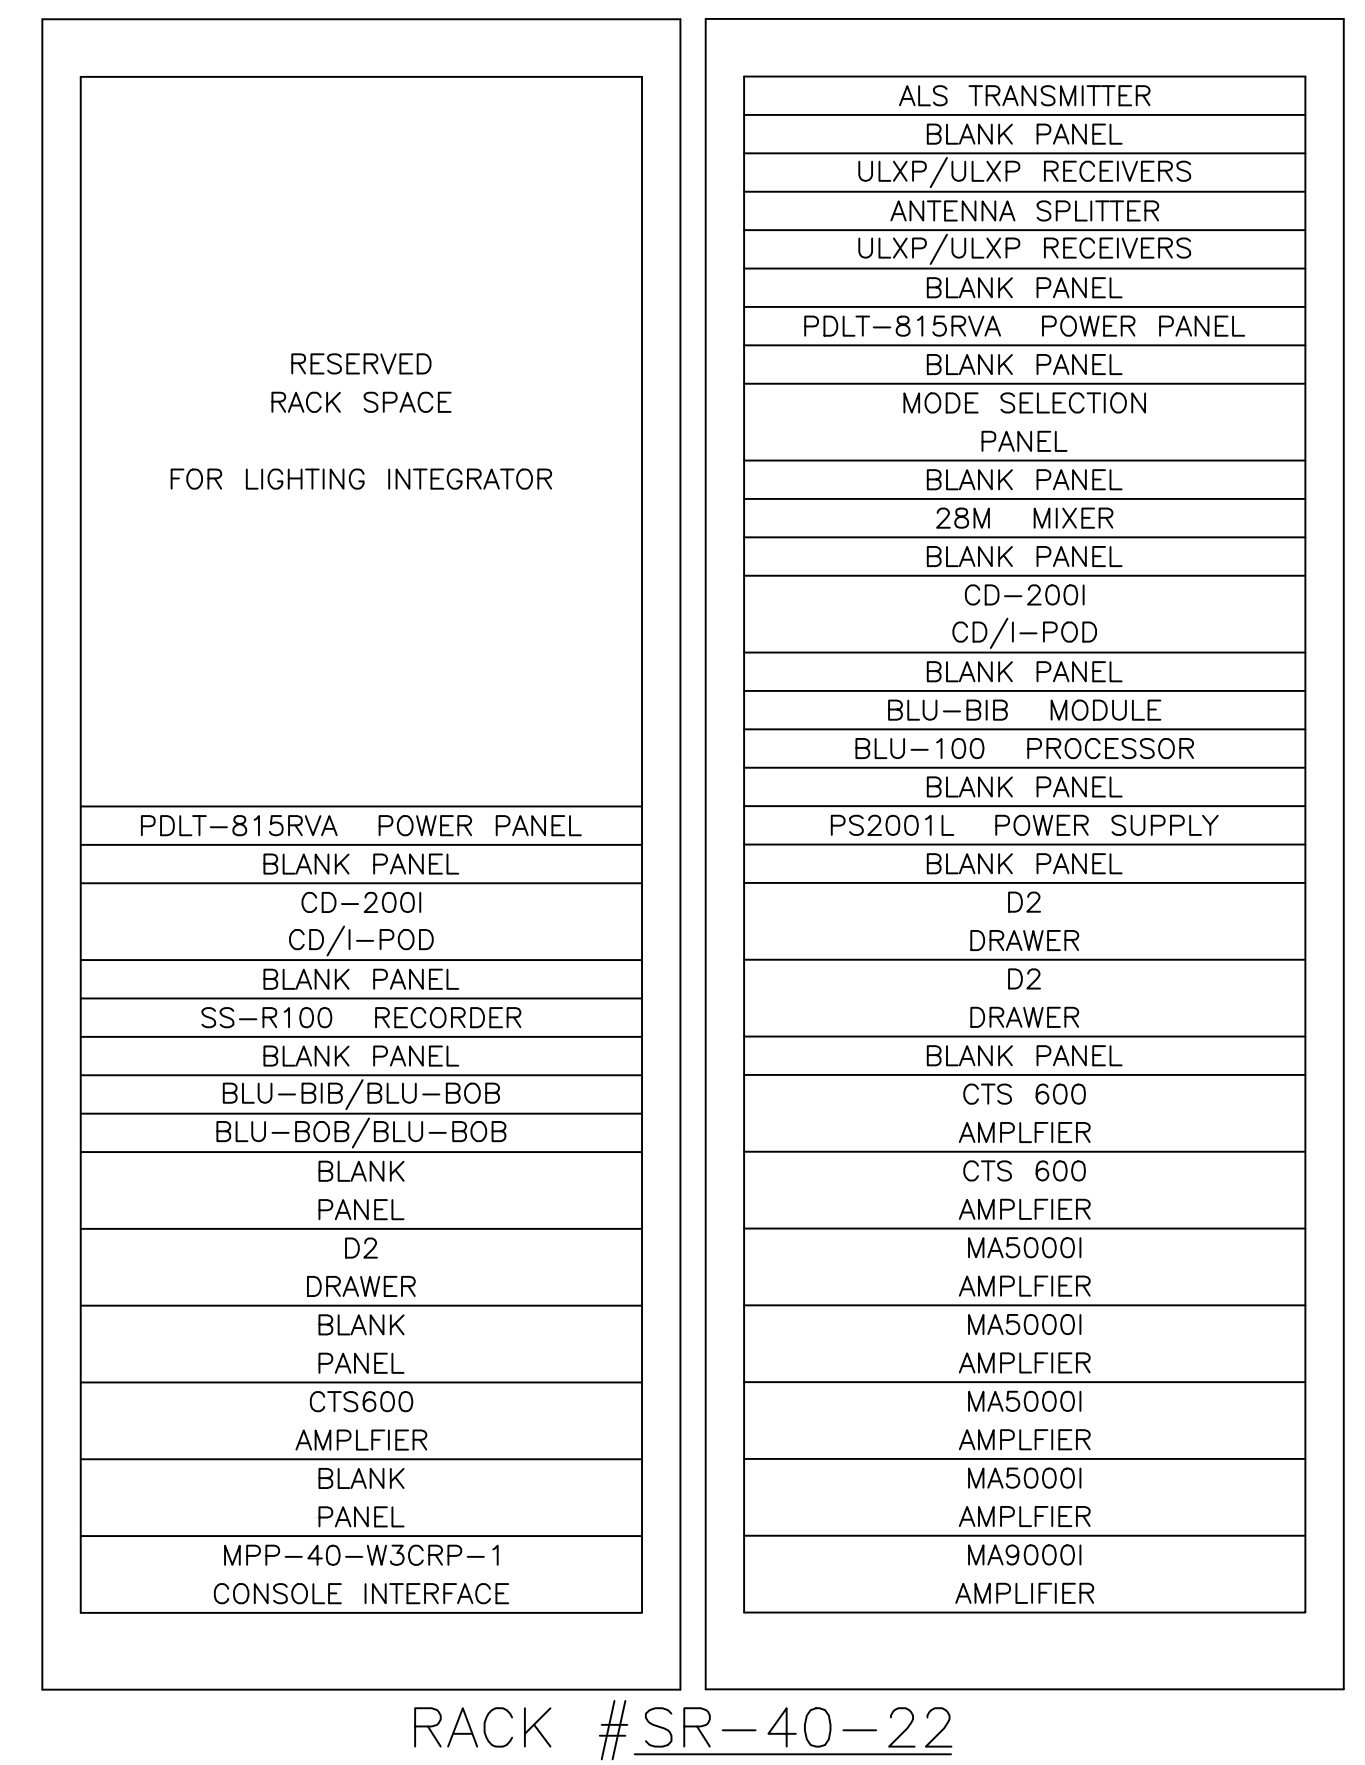 RESERVED
RACK SPACE
FOR LIGHTING INTEGRATOR
PDLT-815RVA POWER PANEL
BLANK PANEL
CD-200I
CD/I-POD
BLANK PANEL
SS-R100 RECORDER
BLANK PANEL
BLU-BIB/BLU-BOB
BLU-BOB/BLU-BOB
BLANK
PANEL
D2
DRAWER
BLANK
PANEL
CTS600
AMPLFIER
BLANK
PANEL
MPP-40-W3CRP-1
CONSOLE INTERFACE
ALS TRANSMITTER
BLANK PANEL
ULXP/ULXP RECEIVERS
ANTENNA SPLITTER
ULXP/ULXP RECEIVERS
BLANK PANEL
PDLT-815RVA POWER PANEL
BLANK PANEL
MODE SELECTION
PANEL
BLANK PANEL
28M MIXER
BLANK PANEL
CD-200I
CD/I-POD
BLANK PANEL
BLU-BIB MODULE
BLU-100 PROCESSOR
BLANK PANEL
PS2001L POWER SUPPLY
BLANK PANEL
D2
DRAWER
D2
DRAWER
BLANK PANEL
CTS 600
AMPLFIER
CTS 600
AMPLFIER
MA5000I
AMPLFIER
MA5000I
AMPLFIER
MA5000I
AMPLFIER
MA5000I
AMPLFIER
MA9000I
AMPLIFIER
RACK #SR-40-22